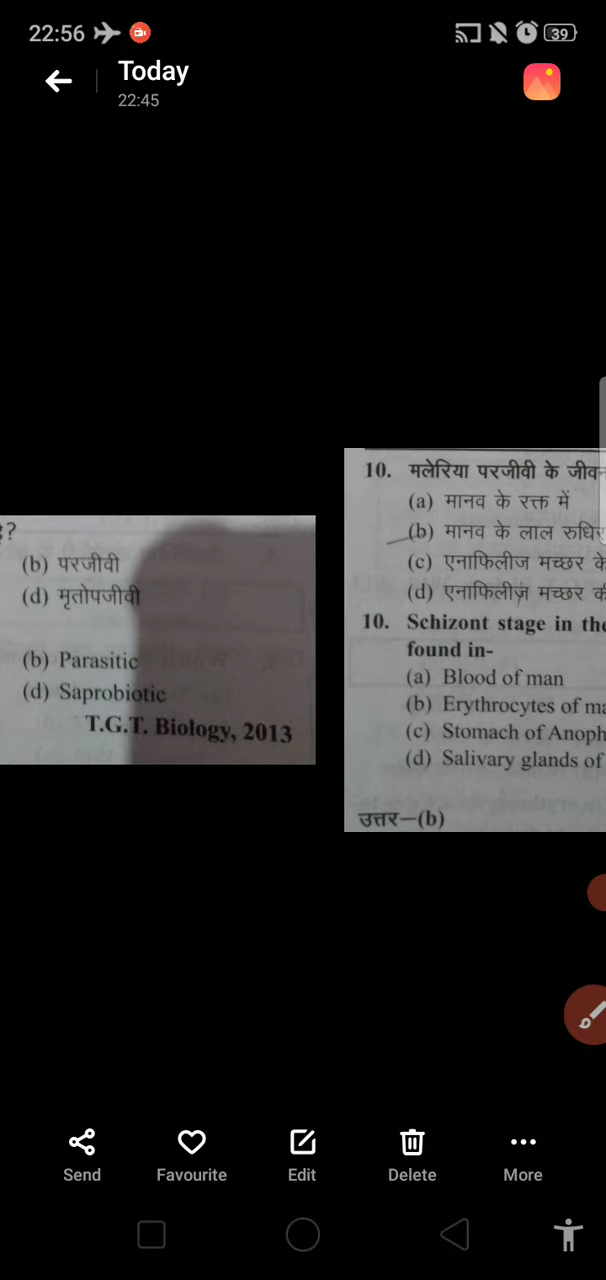 22:56
39
Today
22:45
है?
(b) परजीवी
(d) मृतोपजीवी
(b) Parasitic
(d) Saprobiotic
T.G.T. Biology, 2013
10. मलेरिया परजीवी के जीवन
(a) मानव के रक्त में
(b) मानव के लाल रुधिर
(c) एनाफिलीज मच्छर के
(d) एनाफिलीज़ मच्छर की
10. Schizont stage in the
found in-
(a) Blood of man
(b) Erythrocytes of ma
(c) Stomach of Anoph
(d) Salivary glands of
उत्तर–(b)
Send
Favourite
Edit
Delete
More